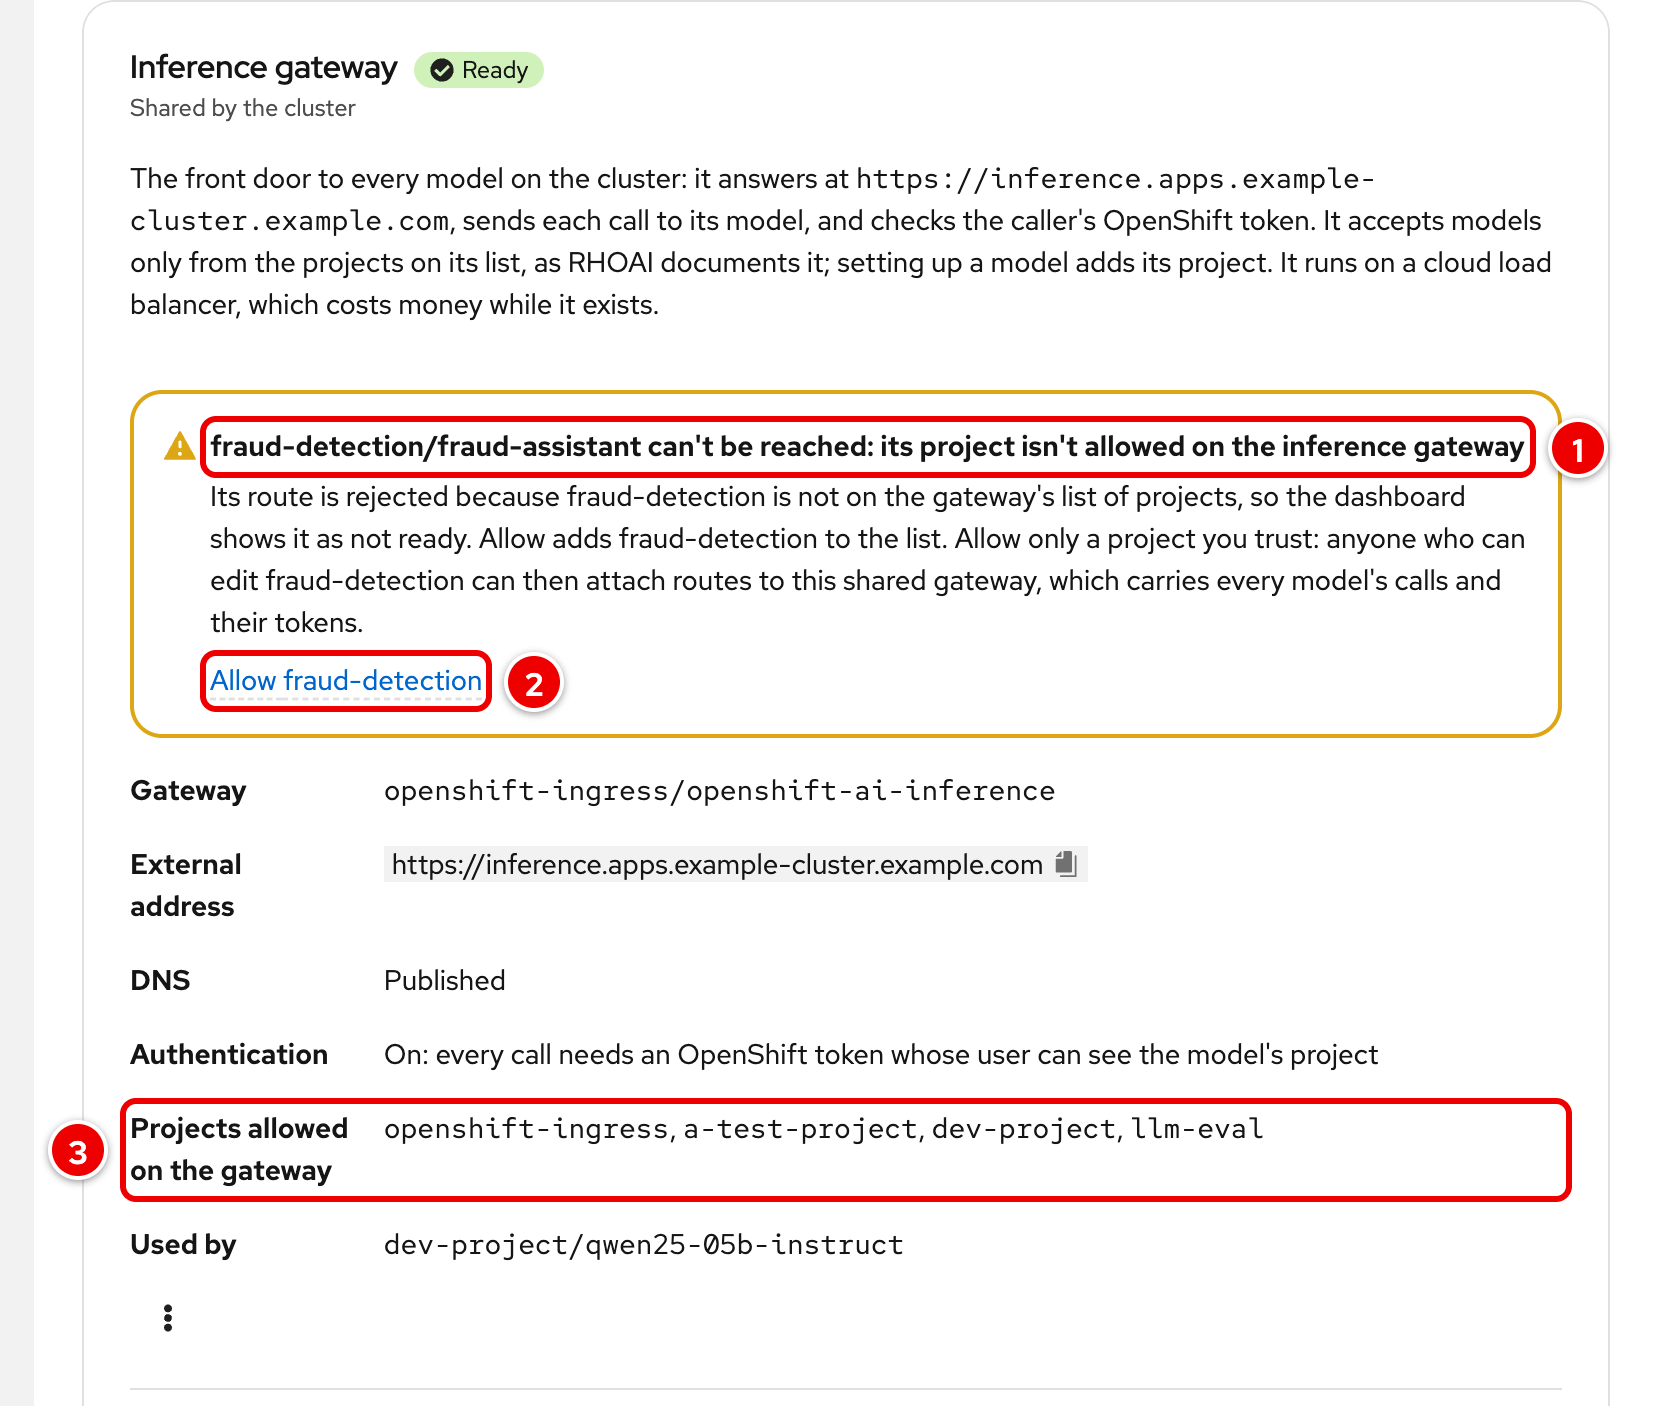 Inference gateway Ready
Shared by the cluster
The front door to every model on the cluster: it answers at https://inference.apps.example-
cluster.example.com, sends each call to its model, and checks the caller's OpenShift token. It accepts models
only from the projects on its list, as RHOAI documents it; setting up a model adds its project. It runs on a cloud load
balancer, which costs money while it exists.
fraud-detection/fraud-assistant can't be reached: its project isn't allowed on the inference gateway
1
Its route is rejected because fraud-detection is not on the gateway's list of projects, so the dashboard
shows it as not ready. Allow adds fraud-detection to the list. Allow only a project you trust: anyone who can
edit fraud-detection can then attach routes to this shared gateway, which carries every model's calls and
their tokens.
Allow fraud-detection
2
Gateway openshift-ingress/openshift-ai-inference
External
address
https://inference.apps.example-cluster.example.com
DNS Published
Authentication On: every call needs an OpenShift token whose user can see the model's project
3
Projects allowed
on the gateway
openshift-ingress, a-test-project, dev-project, llm-eval
Used by dev-project/qwen25-05b-instruct